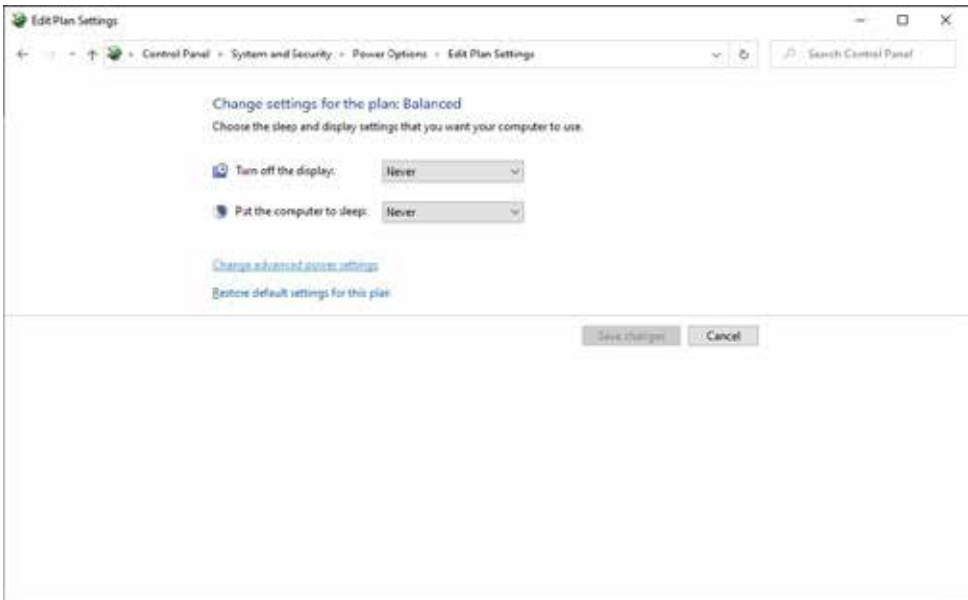 Edit Plan Settings
Control Panel System and Security Power Options Edit Plan Settings
Search Control Panel
Change settings for the plan: Balanced
Choose the sleep and display settings that you want your computer to use.
Turn off the display: Never
Put the computer to sleep: Never
Change advanced power settings
Restore default settings for this plan
Save changes Cancel